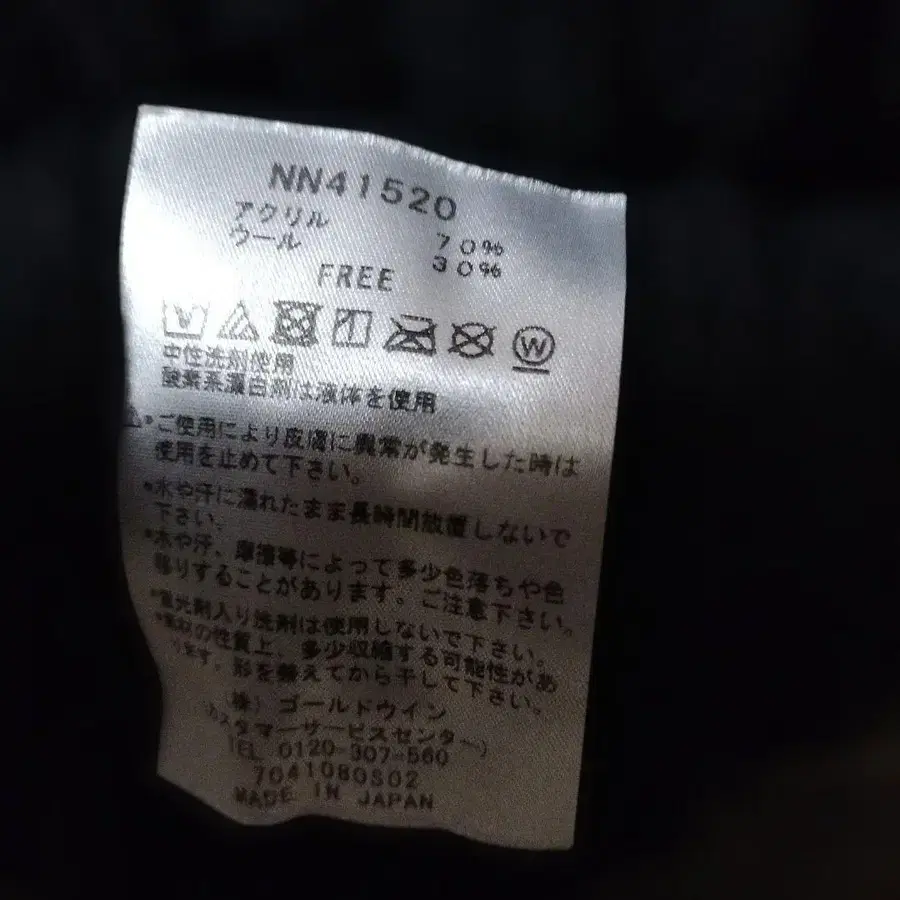 NN41520
アクリル 70%
ウール 30%
FREE
W
中性洗剤使用
酸素系漂白剤は液体を使用
*ご使用により皮膚に異常が発生した時は
使用を止めて下さい。
*水や汗に濡れたまま長時間放置しないで
下さい。
*水や汗、摩擦等によって多少色落ちや色
移りすることがあります。ご注意下さい。
*蛍光剤入り洗剤は使用しないで下さい。
の性質上、多少収縮する可能性があ
ります。形を整えてから干して下さい。
(株) ゴールドウイン
カスタマーサービスセンター)
TEL 0120-307-560
7041080S02
MADE IN JAPAN